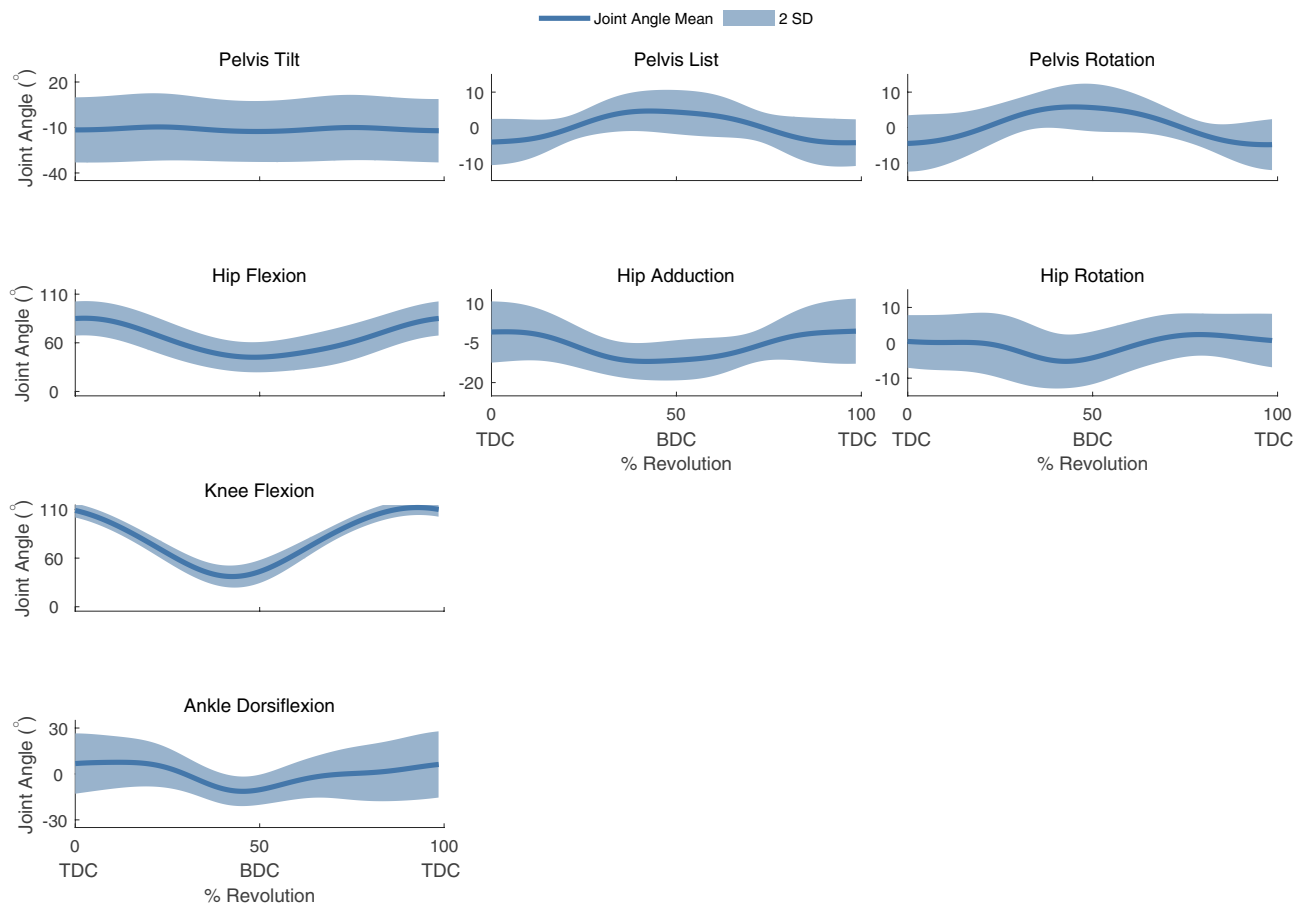 Joint Angle Mean 2 SD
Pelvis Tilt
Pelvis List
Pelvis Rotation
Joint Angle (°)
20
-10
-40
10
0
-10
10
0
-10
Hip Flexion
Hip Adduction
Hip Rotation
Joint Angle (°)
110
60
0
10
-5
-20
10
0
-10
0 50 100
TDC BDC TDC
% Revolution
0 50 100
TDC BDC TDC
% Revolution
Knee Flexion
Joint Angle (°)
110
60
0
Ankle Dorsiflexion
Joint Angle (°)
30
0
-30
0 50 100
TDC BDC TDC
% Revolution